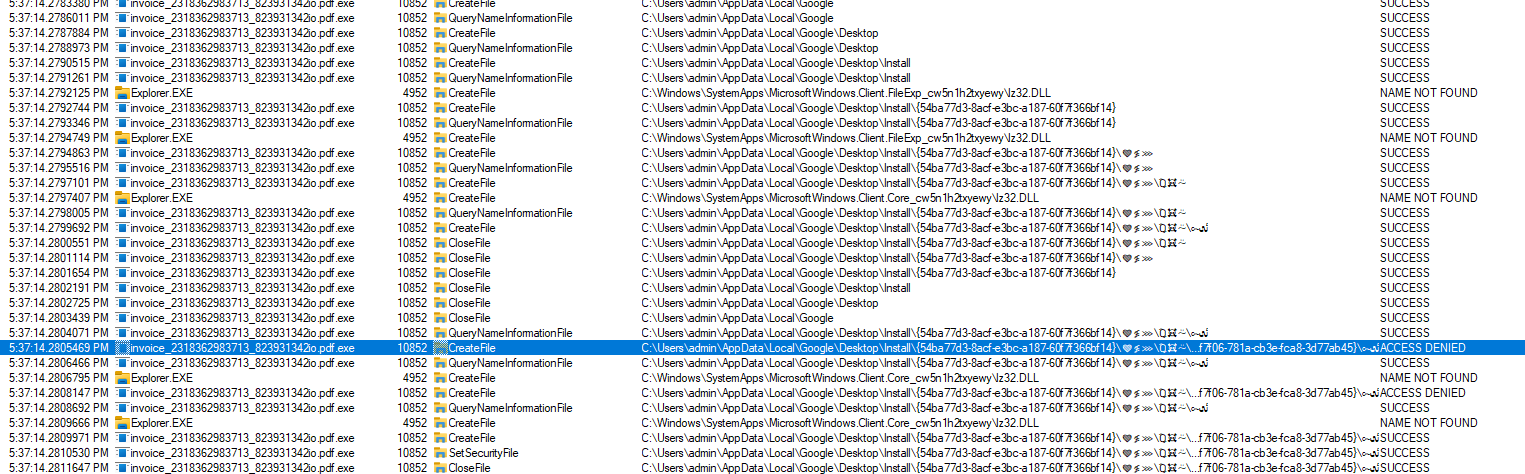 5:37:14.2783380 PM invoice_2318362983713_823931342io.pdf.exe 10852 CreateFile C:\Users\admin\AppData\Local\Google SUCCESS
5:37:14.2786011 PM invoice_2318362983713_823931342io.pdf.exe 10852 QueryNameInformationFile C:\Users\admin\AppData\Local\Google SUCCESS
5:37:14.2787884 PM invoice_2318362983713_823931342io.pdf.exe 10852 CreateFile C:\Users\admin\AppData\Local\Google\Desktop SUCCESS
5:37:14.2788973 PM invoice_2318362983713_823931342io.pdf.exe 10852 QueryNameInformationFile C:\Users\admin\AppData\Local\Google\Desktop SUCCESS
5:37:14.2790515 PM invoice_2318362983713_823931342io.pdf.exe 10852 CreateFile C:\Users\admin\AppData\Local\Google\Desktop\Install SUCCESS
5:37:14.2791261 PM invoice_2318362983713_823931342io.pdf.exe 10852 QueryNameInformationFile C:\Users\admin\AppData\Local\Google\Desktop\Install SUCCESS
5:37:14.2792125 PM Explorer.EXE 4952 CreateFile C:\Windows\SystemApps\MicrosoftWindows.Client.FileExp_cw5n1h2txyewy\lz32.DLL NAME NOT FOUND
5:37:14.2792744 PM invoice_2318362983713_823931342io.pdf.exe 10852 CreateFile C:\Users\admin\AppData\Local\Google\Desktop\Install\{54ba77d3-8acf-e3bc-a187-60f7f366bf14} SUCCESS
5:37:14.2793346 PM invoice_2318362983713_823931342io.pdf.exe 10852 QueryNameInformationFile C:\Users\admin\AppData\Local\Google\Desktop\Install\{54ba77d3-8acf-e3bc-a187-60f7f366bf14} SUCCESS
5:37:14.2794749 PM Explorer.EXE 4952 CreateFile C:\Windows\SystemApps\MicrosoftWindows.Client.FileExp_cw5n1h2txyewy\lz32.DLL NAME NOT FOUND
5:37:14.2794863 PM invoice_2318362983713_823931342io.pdf.exe 10852 CreateFile C:\Users\admin\AppData\Local\Google\Desktop\Install\{54ba77d3-8acf-e3bc-a187-60f7f366bf14}\❤⸗⋙ SUCCESS
5:37:14.2795516 PM invoice_2318362983713_823931342io.pdf.exe 10852 QueryNameInformationFile C:\Users\admin\AppData\Local\Google\Desktop\Install\{54ba77d3-8acf-e3bc-a187-60f7f366bf14}\ SUCCESS
5:37:14.2797101 PM invoice_2318362983713_823931342io.pdf.exe 10852 CreateFile C:\Users\admin\AppData\Local\Google\Desktop\Install\{54ba77d3-8acf-e3bc-a187-60f7f366bf14}\ SUCCESS
5:37:14.2797407 PM Explorer.EXE 4952 CreateFile C:\Windows\SystemApps\MicrosoftWindows.Client.Core_cw5n1h2txyewy\lz32.DLL NAME NOT FOUND
5:37:14.2798005 PM invoice_2318362983713_823931342io.pdf.exe 10852 QueryNameInformationFile C:\Users\admin\AppData\Local\Google\Desktop\Install\{54ba77d3-8acf-e3bc-a187-60f7f366bf14}\ SUCCESS
5:37:14.2799692 PM invoice_2318362983713_823931342io.pdf.exe 10852 CreateFile C:\Users\admin\AppData\Local\Google\Desktop\Install\{54ba77d3-8acf-e3bc-a187-60f7f366bf14}\ SUCCESS
5:37:14.2800551 PM invoice_2318362983713_823931342io.pdf.exe 10852 CloseFile C:\Users\admin\AppData\Local\Google\Desktop\Install\{54ba77d3-8acf-e3bc-a187-60f7f366bf14}\ SUCCESS
5:37:14.2801114 PM invoice_2318362983713_823931342io.pdf.exe 10852 CloseFile C:\Users\admin\AppData\Local\Google\Desktop\Install\{54ba77d3-8acf-e3bc-a187-60f7f366bf14}\ SUCCESS
5:37:14.2801654 PM invoice_2318362983713_823931342io.pdf.exe 10852 CloseFile C:\Users\admin\AppData\Local\Google\Desktop\Install\{54ba77d3-8acf-e3bc-a187-60f7f366bf14} SUCCESS
5:37:14.2802191 PM invoice_2318362983713_823931342io.pdf.exe 10852 CloseFile C:\Users\admin\AppData\Local\Google\Desktop\Install SUCCESS
5:37:14.2802725 PM invoice_2318362983713_823931342io.pdf.exe 10852 CloseFile C:\Users\admin\AppData\Local\Google\Desktop SUCCESS
5:37:14.2803439 PM invoice_2318362983713_823931342io.pdf.exe 10852 CloseFile C:\Users\admin\AppData\Local\Google SUCCESS
5:37:14.2804071 PM invoice_2318362983713_823931342io.pdf.exe 10852 QueryNameInformationFile C:\Users\admin\AppData\Local\Google\Desktop\Install\{54ba77d3-8acf-e3bc-a187-60f7f366bf14}\ SUCCESS
5:37:14.2805469 PM invoice_2318362983713_823931342io.pdf.exe 10852 CreateFile C:\Users\admin\AppData\Local\Google\Desktop\Install\{54ba77d3-8acf-e3bc-a187-60f7f366bf14}\ ...f7f06-781a-cb3e-fca8-3d77ab45}\ ACCESS DENIED
5:37:14.2806466 PM invoice_2318362983713_823931342io.pdf.exe 10852 QueryNameInformationFile C:\Users\admin\AppData\Local\Google\Desktop\Install\{54ba77d3-8acf-e3bc-a187-60f7f366bf14}\ SUCCESS
5:37:14.2806795 PM Explorer.EXE 4952 CreateFile C:\Windows\SystemApps\MicrosoftWindows.Client.Core_cw5n1h2txyewy\lz32.DLL NAME NOT FOUND
5:37:14.2808147 PM invoice_2318362983713_823931342io.pdf.exe 10852 CreateFile C:\Users\admin\AppData\Local\Google\Desktop\Install\{54ba77d3-8acf-e3bc-a187-60f7f366bf14}\ ...f7f06-781a-cb3e-fca8-3d77ab45}\ ACCESS DENIED
5:37:14.2808692 PM invoice_2318362983713_823931342io.pdf.exe 10852 QueryNameInformationFile C:\Users\admin\AppData\Local\Google\Desktop\Install\{54ba77d3-8acf-e3bc-a187-60f7f366bf14}\ SUCCESS
5:37:14.2809666 PM Explorer.EXE 4952 CreateFile C:\Windows\SystemApps\MicrosoftWindows.Client.Core_cw5n1h2txyewy\lz32.DLL NAME NOT FOUND
5:37:14.2809971 PM invoice_2318362983713_823931342io.pdf.exe 10852 CreateFile C:\Users\admin\AppData\Local\Google\Desktop\Install\{54ba77d3-8acf-e3bc-a187-60f7f366bf14}\ ...f7f06-781a-cb3e-fca8-3d77ab45}\ SUCCESS
5:37:14.2810530 PM invoice_2318362983713_823931342io.pdf.exe 10852 SetSecurityFile C:\Users\admin\AppData\Local\Google\Desktop\Install\{54ba77d3-8acf-e3bc-a187-60f7f366bf14}\ ...f7f06-781a-cb3e-fca8-3d77ab45}\ SUCCESS
5:37:14.2811647 PM invoice_2318362983713_823931342io.pdf.exe 10852 CloseFile C:\Users\admin\AppData\Local\Google\Desktop\Install\{54ba77d3-8acf-e3bc-a187-60f7f366bf14}\ ...f7f06-781a-cb3e-fca8-3d77ab45}\ SUCCESS